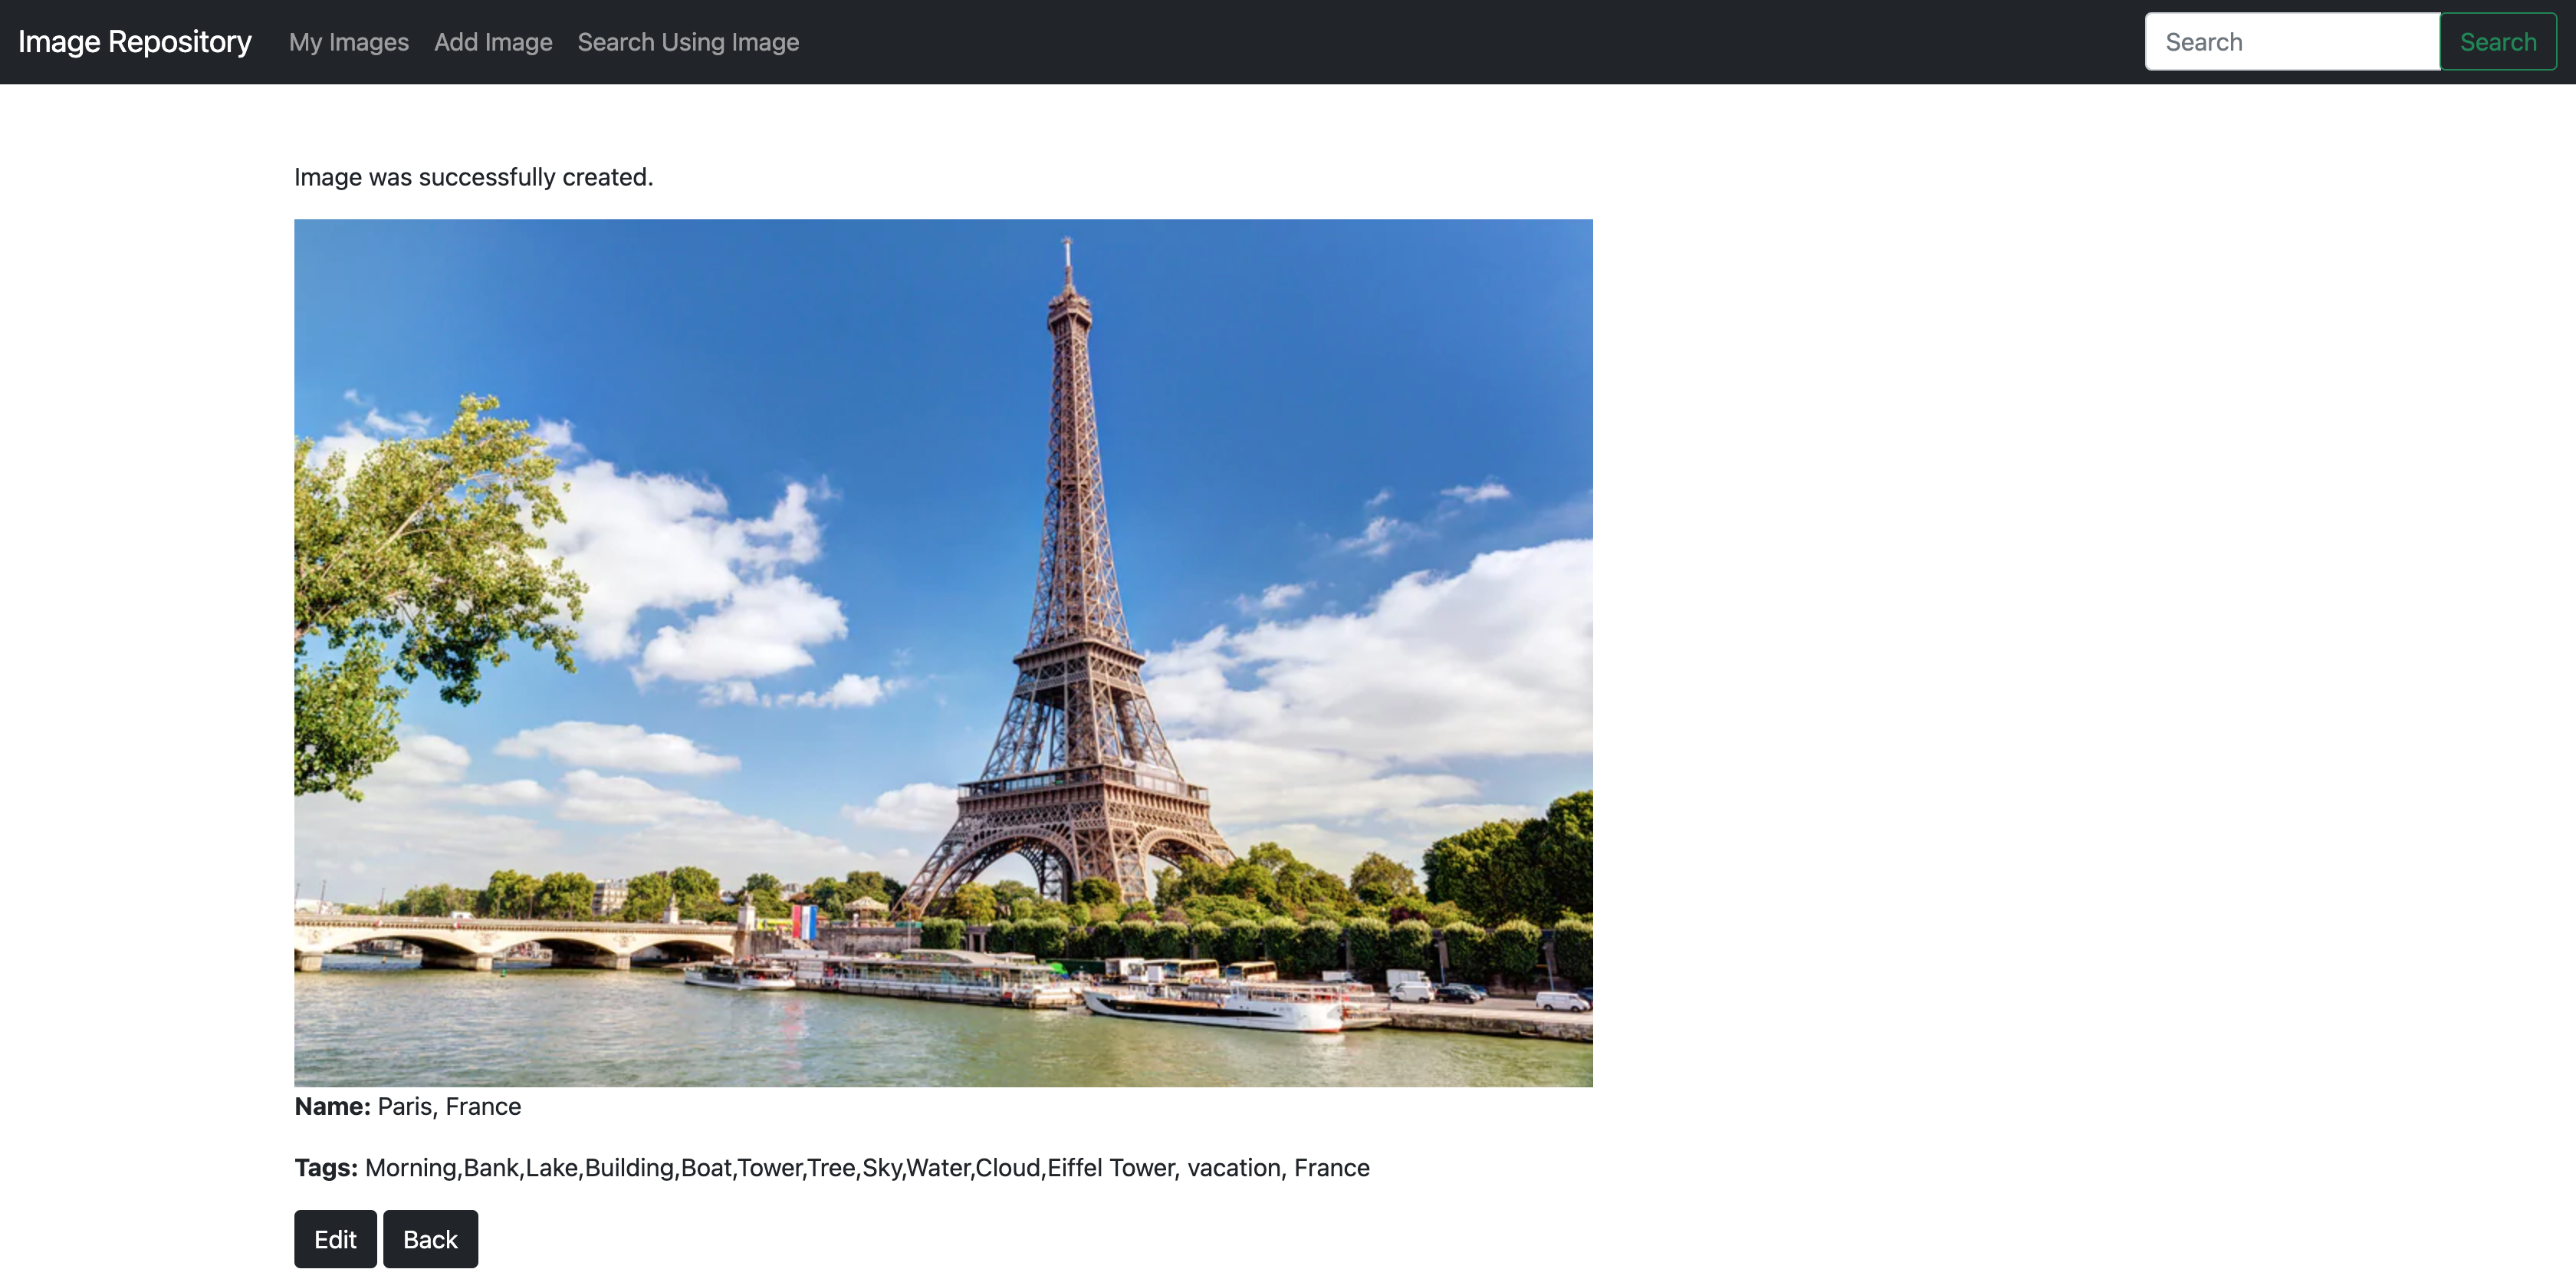 Image Repository My Images Add Image Search Using Image Search Search
Image was successfully created.
Name: Paris, France
Tags: Morning,Bank,Lake,Building,Boat,Tower,Tree,Sky,Water,Cloud,Eiffel Tower, vacation, France
Edit Back